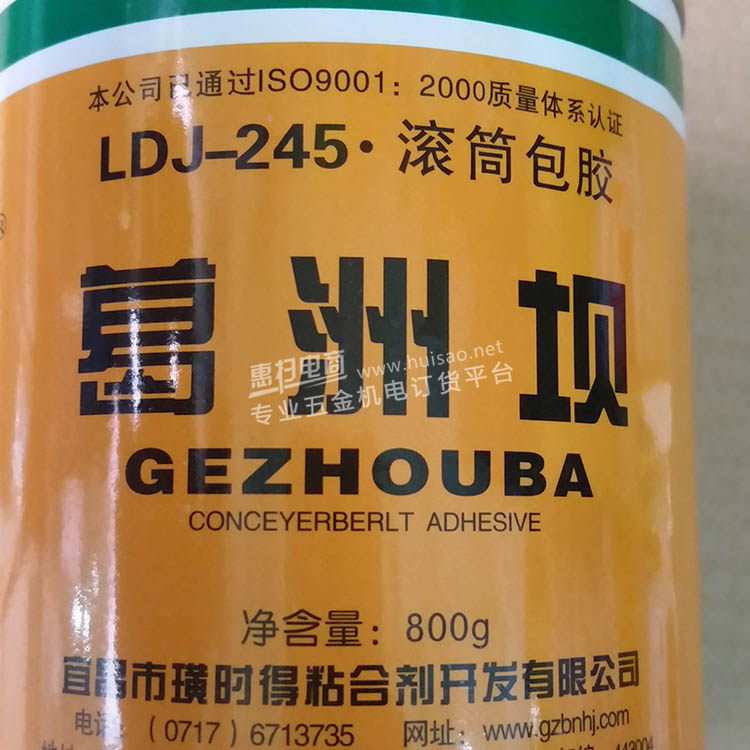 本公司已通过ISO9001：2000质量体系认证
LDJ-245·滚筒包胶
®
葛洲坝
惠扫电商 www.huisao.net
专业五金机电订货平台
GEZHOUBA
CONCEYERBERLT ADHESIVE
净含量：800g
宜昌市璜时得粘合剂开发有限公司
电话：（0717）6713735 网址：www.gzbnhj.com
443004